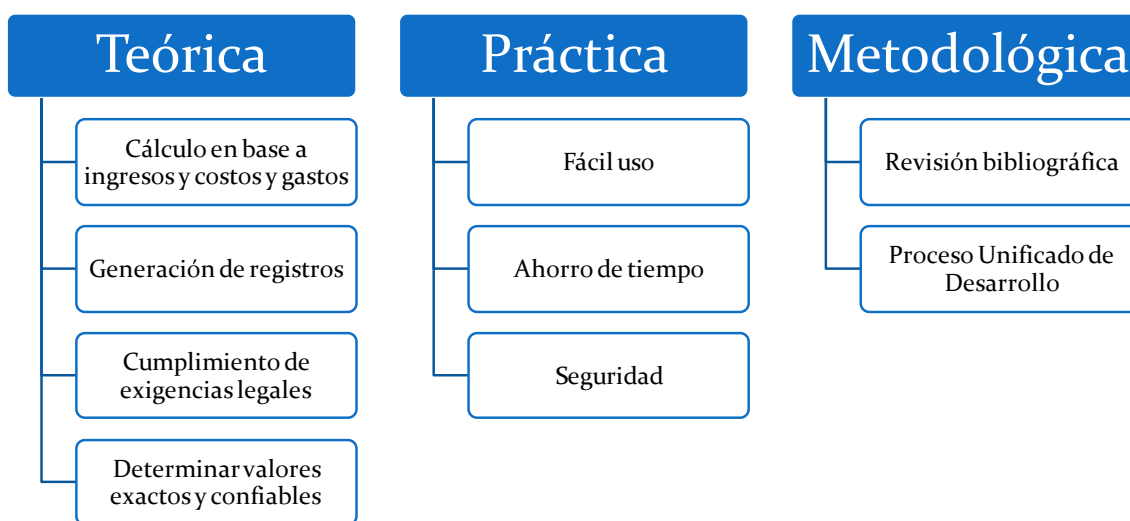 Teórica
Cálculo en base a
ingresos y costos y gastos
Generación de registros
Cumplimiento de
exigencias legales
Determinar valores
exactos y confiables
Práctica
Fácil uso
Ahorro de tiempo
Seguridad
Metodológica
Revisión bibliográfica
Proceso Unificado de
Desarrollo